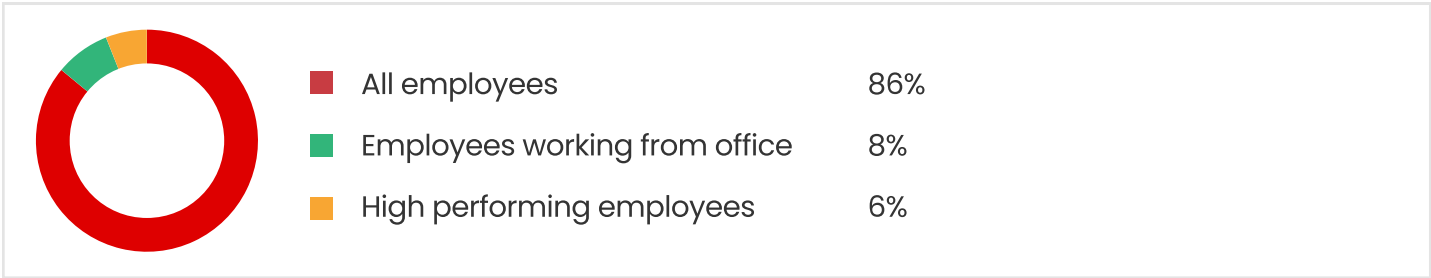 All employees 86%
Employees working from office 8%
High performing employees 6%